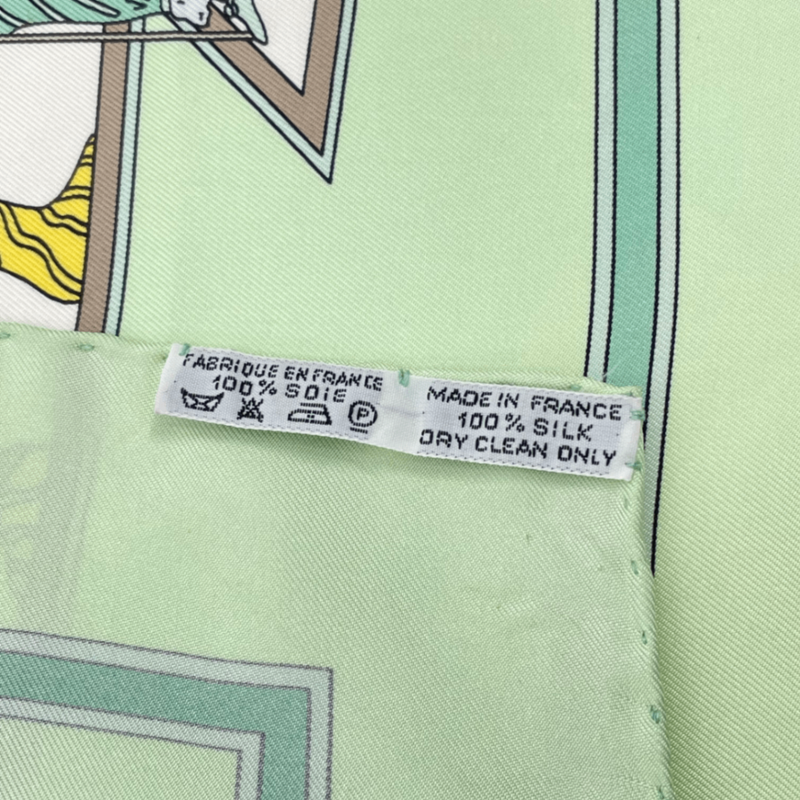 FABRIQUE EN FRANCE
100% SOIE
P
MADE IN FRANCE
100% SILK
DRY CLEAN ONLY